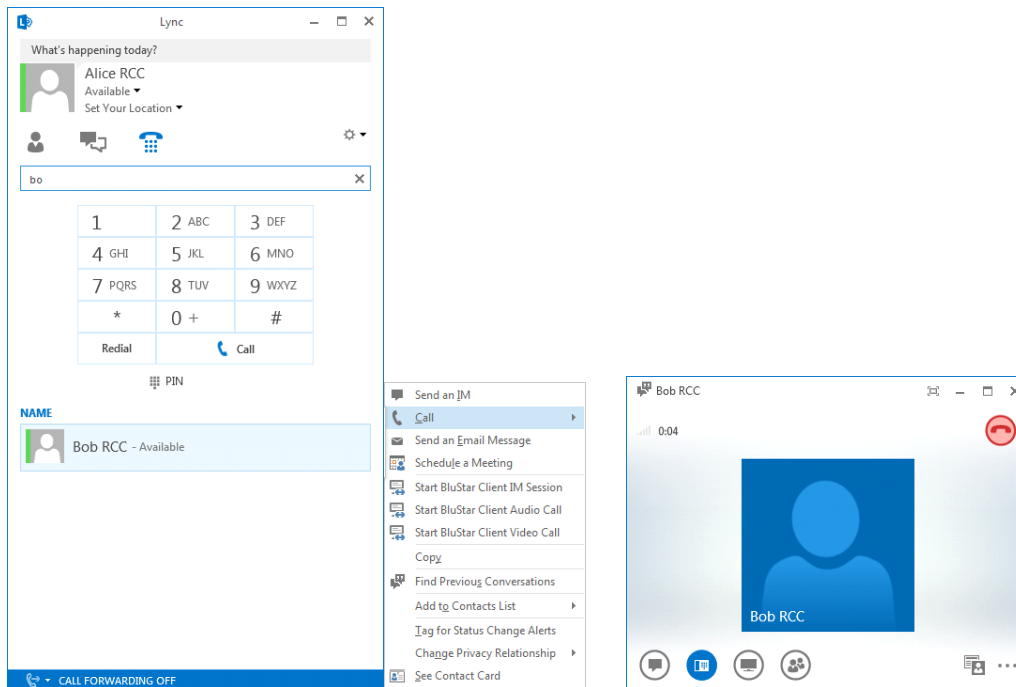 Lync
What's happening today?
Alice RCC
Available
Set Your Location
bo
1
2 ABC
3 DEF
4 GHI
5 JKL
6 MNO
7 PQRS
8 TUV
9 WXYZ
*
0 +
#
Redial
Call
PIN
NAME
Bob RCC - Available
CALL FORWARDING OFF
Send an IM
Call
Send an Email Message
Schedule a Meeting
Start BluStar Client IM Session
Start BluStar Client Audio Call
Start BluStar Client Video Call
Copy
Find Previous Conversations
Add to Contacts List
Tag for Status Change Alerts
Change Privacy Relationship
See Contact Card
Bob RCC
0:04
Bob RCC